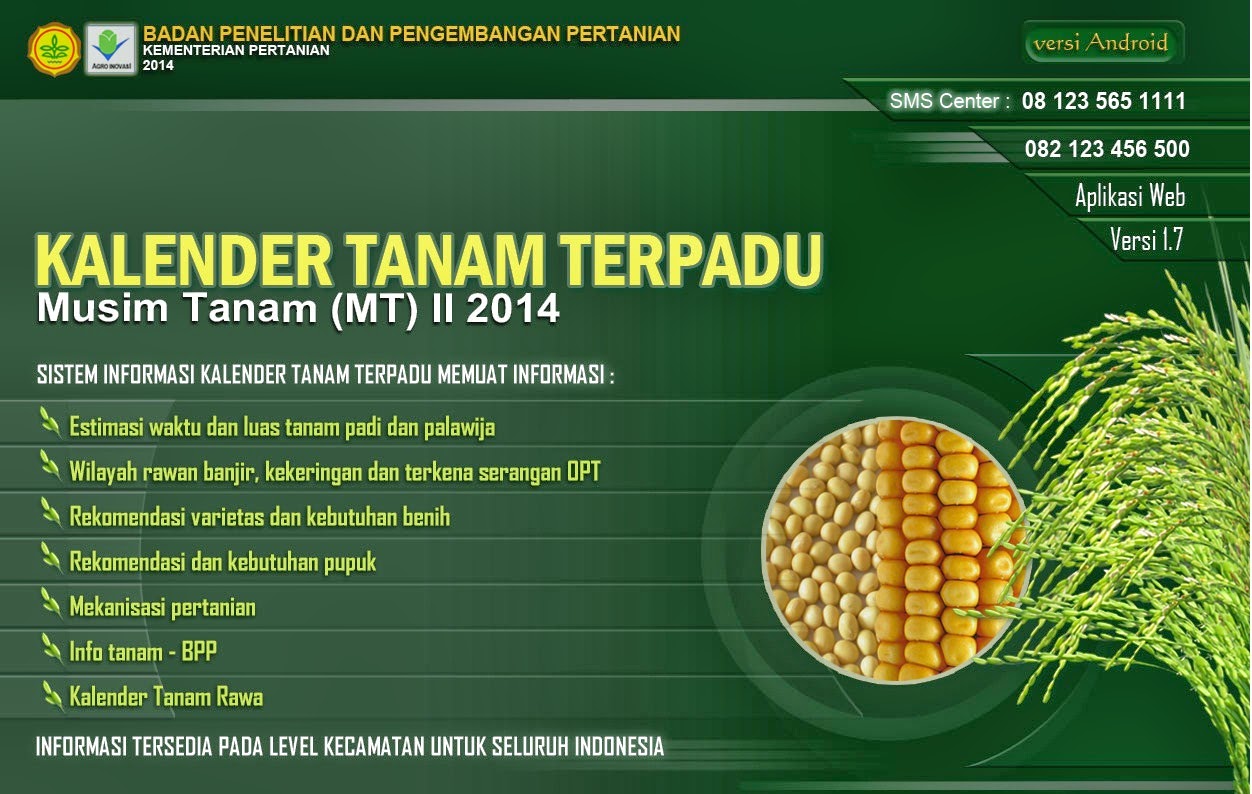 BADAN PENELITIAN DAN PENGEMBANGAN PERTANIAN
KEMENTERIAN PERTANIAN
2014
AGRO INOVASI
versi Android
SMS Center : 08 123 565 1111
082 123 456 500
Aplikasi Web
Versi 1.7
KALENDER TANAM TERPADU
Musim Tanam (MT) II 2014
SISTEM INFORMASI KALENDER TANAM TERPADU MEMUAT INFORMASI :
Estimasi waktu dan luas tanam padi dan palawija
Wilayah rawan banjir, kekeringan dan terkena serangan OPT
Rekomendasi varietas dan kebutuhan benih
Rekomendasi dan kebutuhan pupuk
Mekanisasi pertanian
Info tanam - BPP
Kalender Tanam Rawa
INFORMASI TERSEDIA PADA LEVEL KECAMATAN UNTUK SELURUH INDONESIA